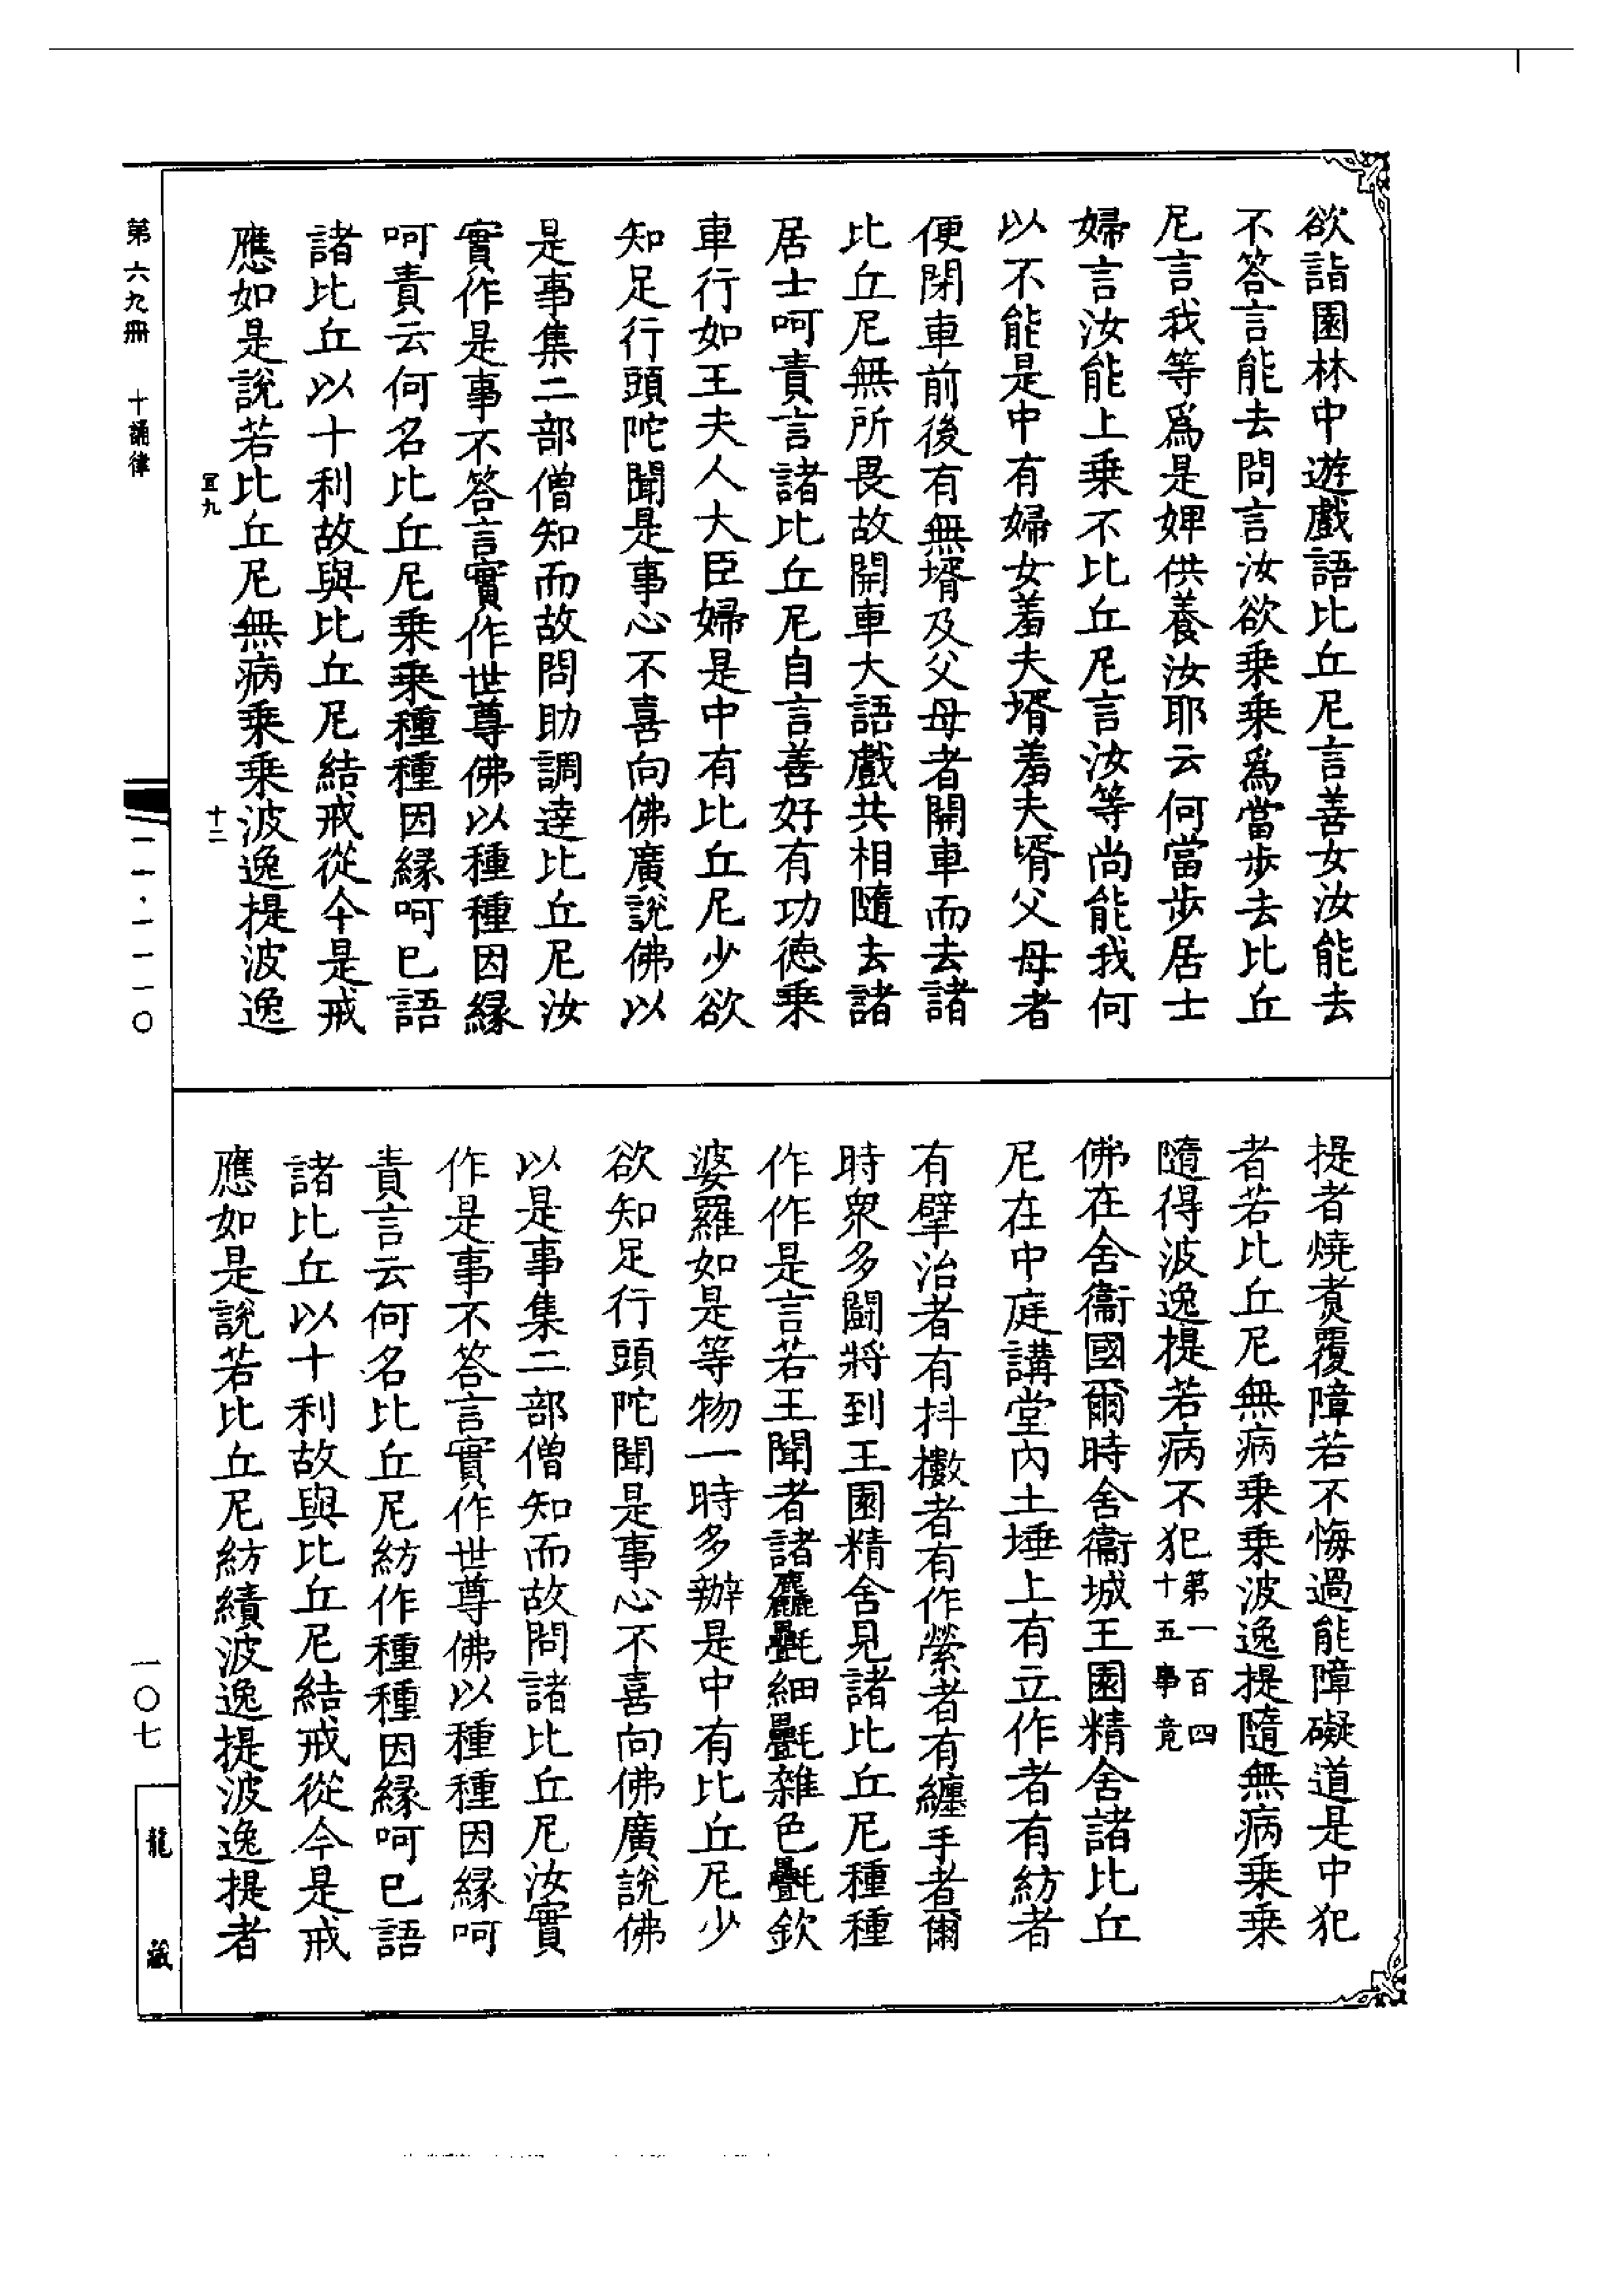 欲詣園林中遊戲語比丘尼言善女汝能去
不答言能去問言汝欲乘乘爲當步去比丘
尼言我等爲是婢供養汝耶云何當步居士
婦言汝能上乘不比丘尼言汝等尚能我何
以不能是中有婦女羞夫壻羞夫壻父母者
便閉車前後有無壻及父母者開車而去諸
比丘尼無所畏故開車大語戲共相隨去諸
居士呵責言諸比丘尼自言善好有功德乘
車行如王夫人大臣婦是中有比丘尼少欲
知足行頭陀聞是事心不喜向佛廣說佛以
是事集二部僧知而故問助調達比丘尼汝
實作是事不答言實作世尊佛以種種因緣
呵責云何名比丘尼乘乘種種因緣呵已語
諸比丘以十利故與比丘尼結戒從今是戒
應如是說若比丘尼無病乘乘波逸提波逸
宜九 十二
提者燒煑覆障若不悔過能障礙道是中犯
者若比丘尼無病乘乘波逸提隨無病乘乘
隨得波逸提若病不犯第一百四十五事竟
佛在舍衞國爾時舍衞城王園精舍諸比丘
尼在中庭講堂內土埵上有立作者有紡者
有擘治者有抖擻者有作縈者有纏手者爾
時衆多鬪將到王園精舍見諸比丘尼種種
作作是言若王聞者諸麤㲲細㲲雜色㲲欽
婆羅如是等物一時多辦是中有比丘尼少
欲知足行頭陀聞是事心不喜向佛廣說佛
以是事集二部僧知而故問諸比丘尼汝實
作是事不答言實作世尊佛以種種因緣呵
責言云何名比丘尼紡作種種因緣呵已語
諸比丘以十利故與比丘尼結戒從今是戒
應如是說若比丘尼紡績波逸提波逸提者
第六九冊 十誦律
一一·一一一〇
一〇七
龍藏